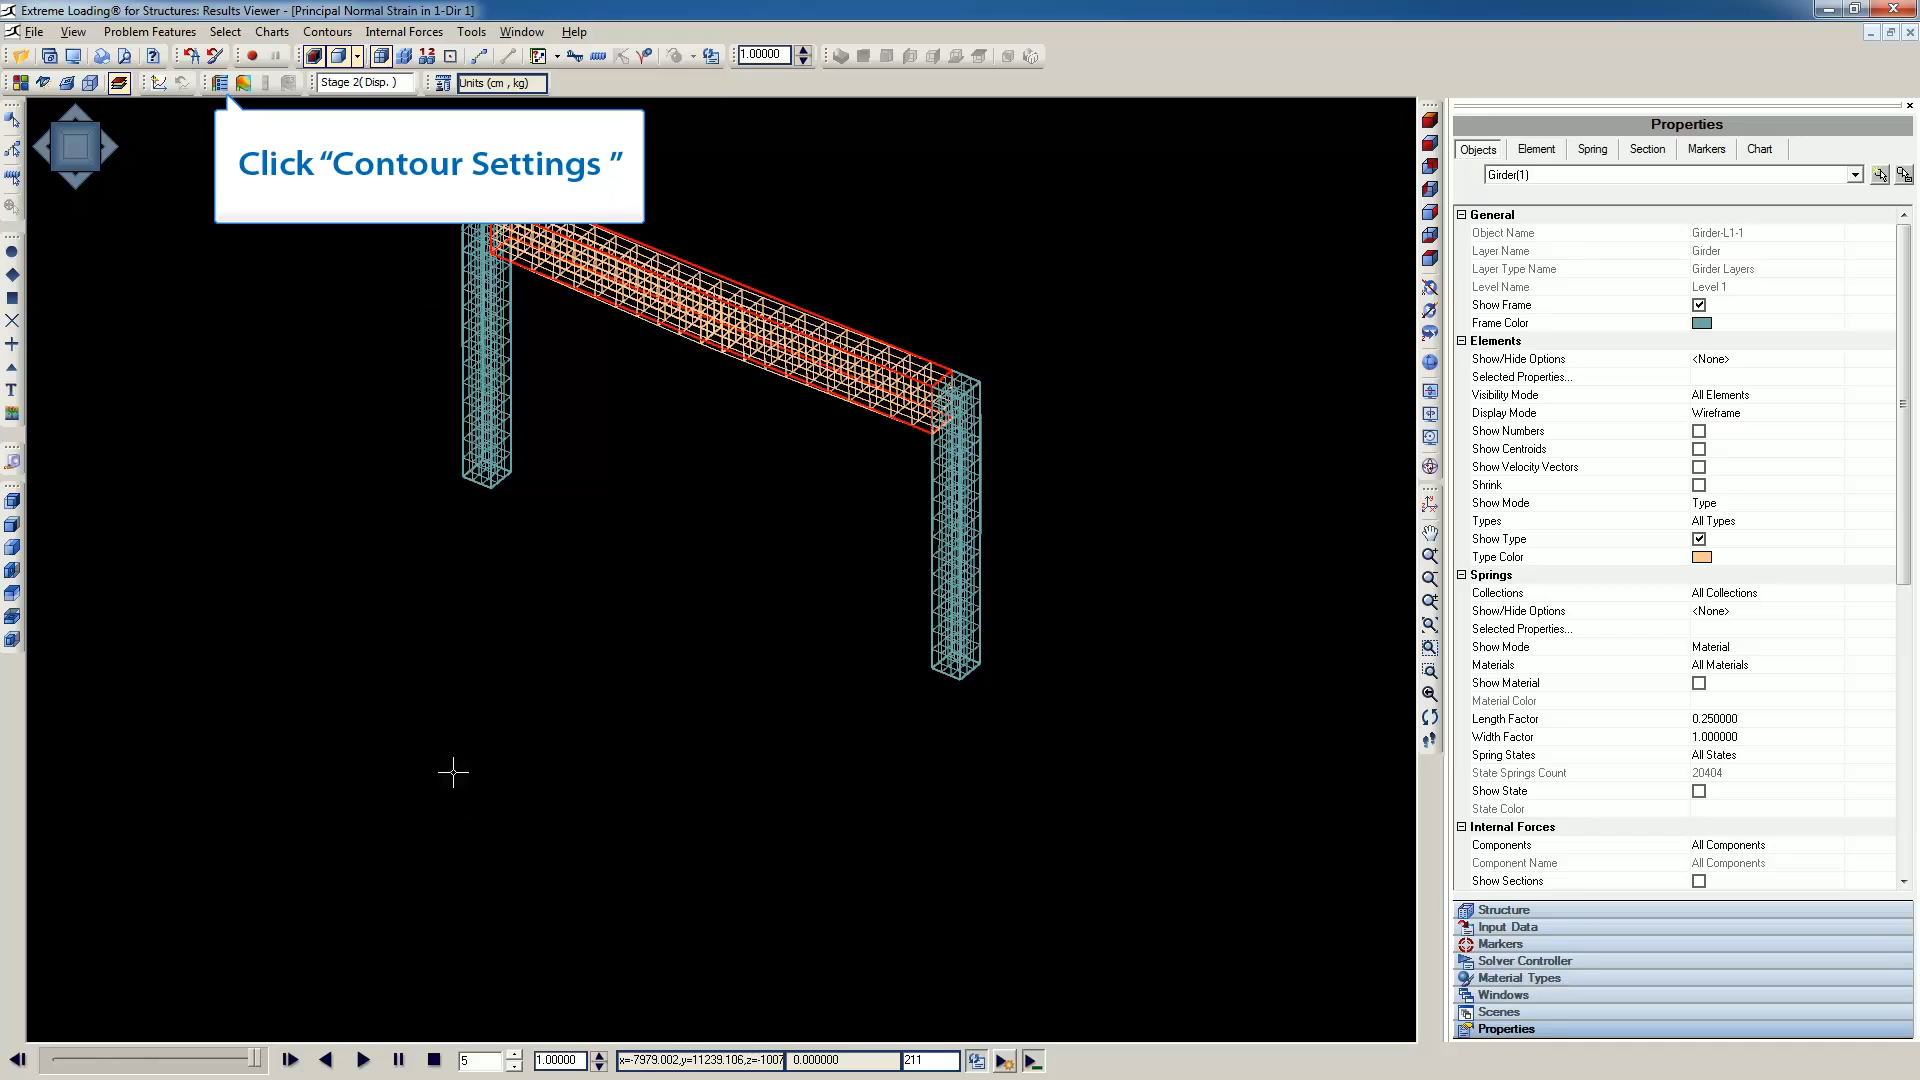 Extreme Loading® for Structures: Results Viewer - [Principal Normal Strain in 1-Dir 1]
File View Problem Features Select Charts Contours Internal Forces Tools Window Help
1.00000
Stage 2( Disp. ) Units (cm , kg)
Click “Contour Settings ”
Properties
Objects Element Spring Section Markers Chart
Girder(1)
General
Object Name Girder-L1-1
Layer Name Girder
Layer Type Name Girder Layers
Level Name Level 1
Show Frame
Frame Color
Elements
Show/Hide Options <None>
Selected Properties...
Visibility Mode All Elements
Display Mode Wireframe
Show Numbers
Show Centroids
Show Velocity Vectors
Shrink
Show Mode Type
Types All Types
Show Type
Type Color
Springs
Collections All Collections
Show/Hide Options <None>
Selected Properties...
Show Mode Material
Materials All Materials
Show Material
Material Color
Length Factor 0.250000
Width Factor 1.000000
Spring States All States
State Springs Count 20404
Show State
State Color
Internal Forces
Components All Components
Component Name All Components
Show Sections
Structure
Input Data
Markers
Solver Controller
Material Types
Windows
Scenes
Properties
5 1.00000 x=-7979.002,y=11239.106,z=-1007 0.000000 211